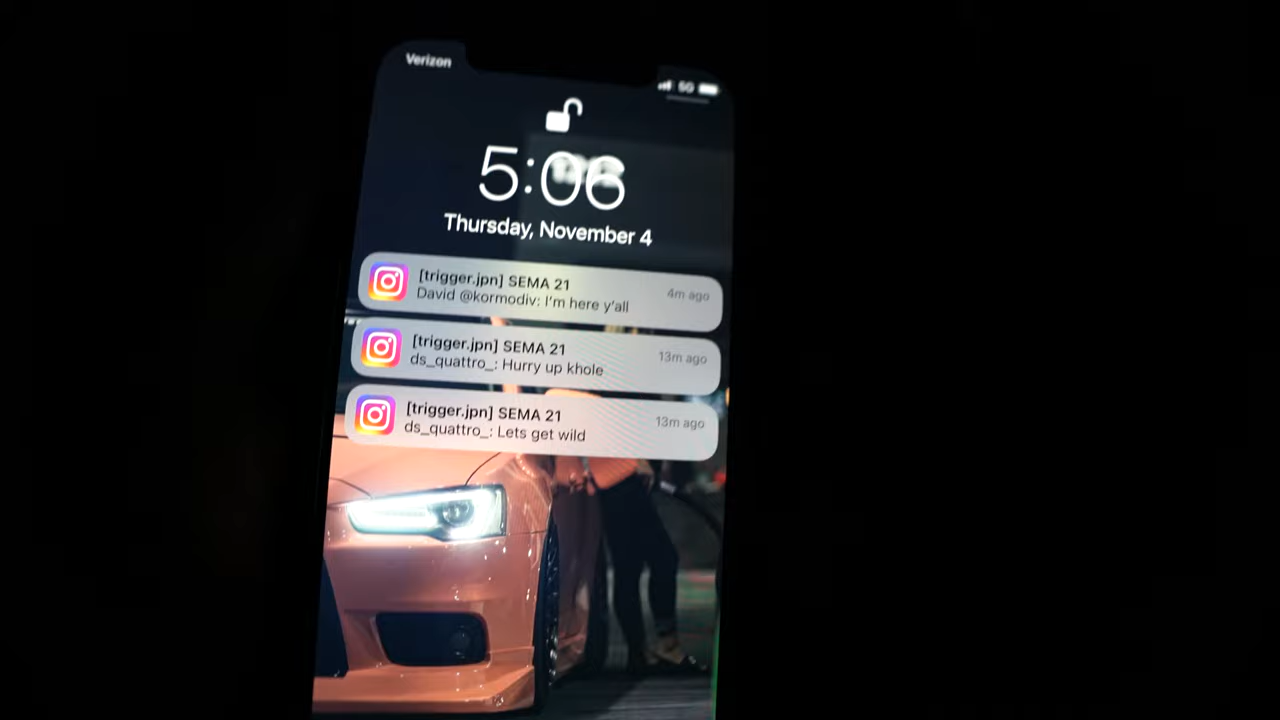 Verizon
5G
5:06
Thursday, November 4
[trigger.jpn] SEMA 21
4m ago
David @kormodiv: I'm here y'all
[trigger.jpn] SEMA 21
13m ago
ds_quattro_: Hurry up khole
[trigger.jpn] SEMA 21
13m ago
ds_quattro_: Lets get wild